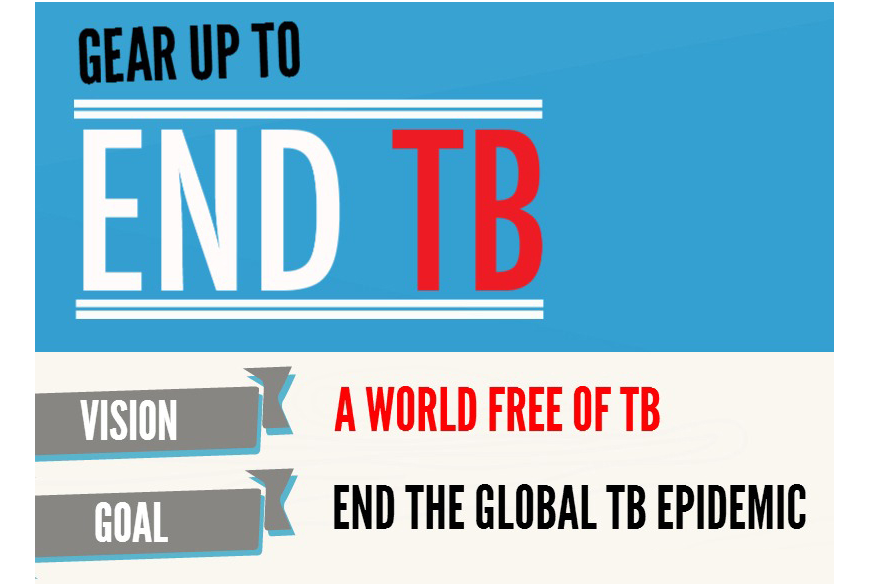 GEAR UP TO
END TB
VISION
A WORLD FREE OF TB
GOAL
END THE GLOBAL TB EPIDEMIC